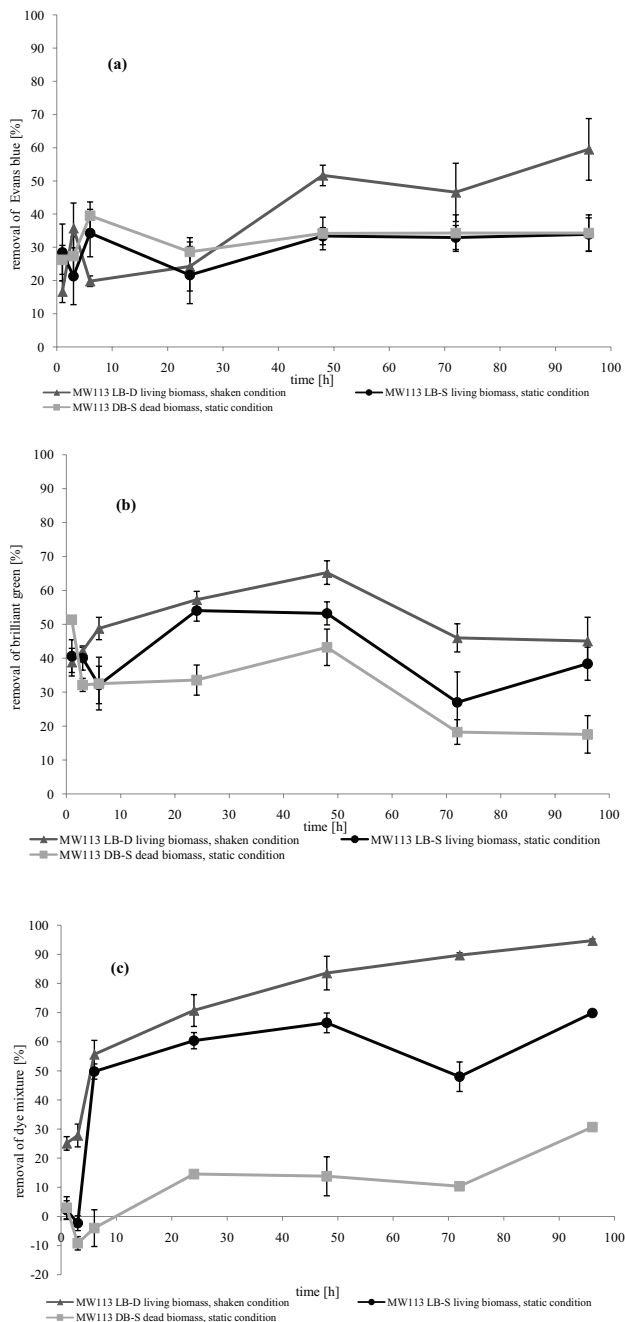 100
90
(a)
80
70
60
50
40
30
20
10
0
removal of Evans blue [%]
0 10 20 30 40 50 60 70 80 90 100
time [h]
MW113 LB-D living biomass, shaken condition MW113 LB-S living biomass, static condition
MW113 DB-S dead biomass, static condition
100
90
(b)
80
70
60
50
40
30
20
10
0
removal of brilliant green [%]
0 10 20 30 40 50 60 70 80 90 100
time [h]
MW113 LB-D living biomass, shaken condition MW113 LB-S living biomass, static condition
MW113 DB-S dead biomass, static condition
100
90
(c)
80
70
60
50
40
30
20
10
0
-10
-20
removal of dye mixture [%]
0 10 20 30 40 50 60 70 80 90 100
time [h]
MW113 LB-D living biomass, shaken condition MW113 LB-S living biomass, static condition
MW113 DB-S dead biomass, static condition